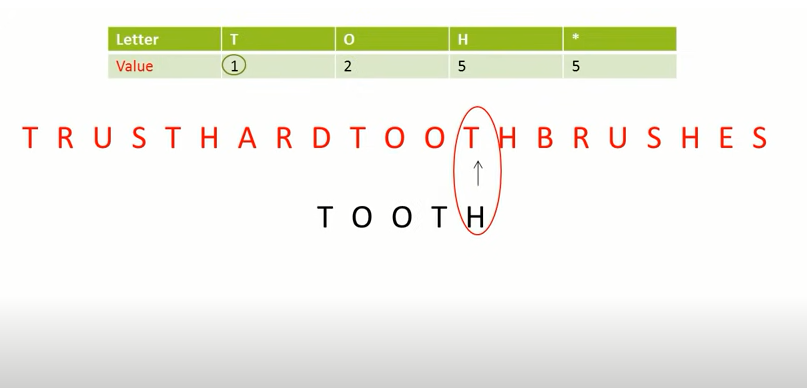 Letter T O H *
Value 1 2 5 5
T R U S T H A R D T O O T H B R U S H E S
T O O T H